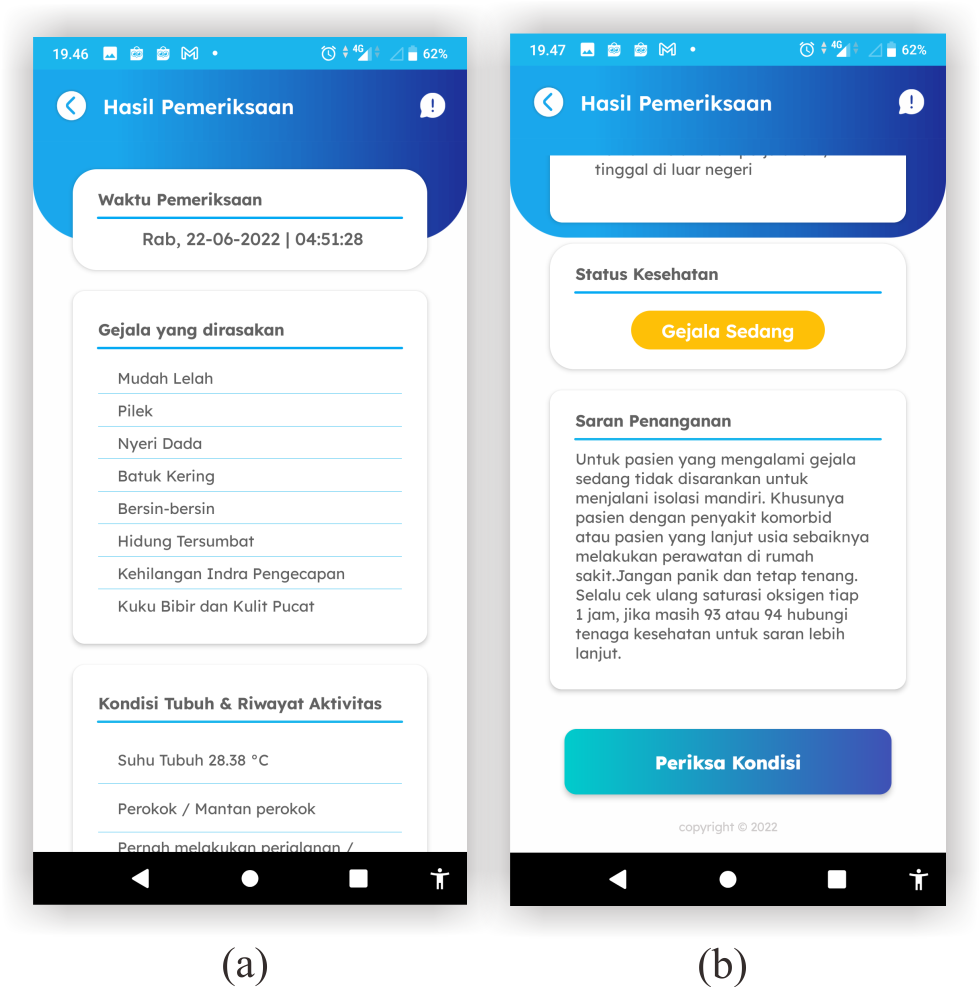 19.46
4G
62%
Hasil Pemeriksaan
Waktu Pemeriksaan
Rab, 22-06-2022 | 04:51:28
Gejala yang dirasakan
Mudah Lelah
Pilek
Nyeri Dada
Batuk Kering
Bersin-bersin
Hidung Tersumbat
Kehilangan Indra Pengecapan
Kuku Bibir dan Kulit Pucat
Kondisi Tubuh & Riwayat Aktivitas
Suhu Tubuh 28.38 °C
Perokok / Mantan perokok
Pernah melakukan perjalanan /
(a)
19.47
4G
62%
Hasil Pemeriksaan
tinggal di luar negeri
Status Kesehatan
Gejala Sedang
Saran Penanganan
Untuk pasien yang mengalami gejala
sedang tidak disarankan untuk
menjalani isolasi mandiri. Khusunya
pasien dengan penyakit komorbid
atau pasien yang lanjut usia sebaiknya
melakukan perawatan di rumah
sakit.Jangan panik dan tetap tenang.
Selalu cek ulang saturasi oksigen tiap
1 jam, jika masih 93 atau 94 hubungi
tenaga kesehatan untuk saran lebih
lanjut.
Periksa Kondisi
copyright © 2022
(b)